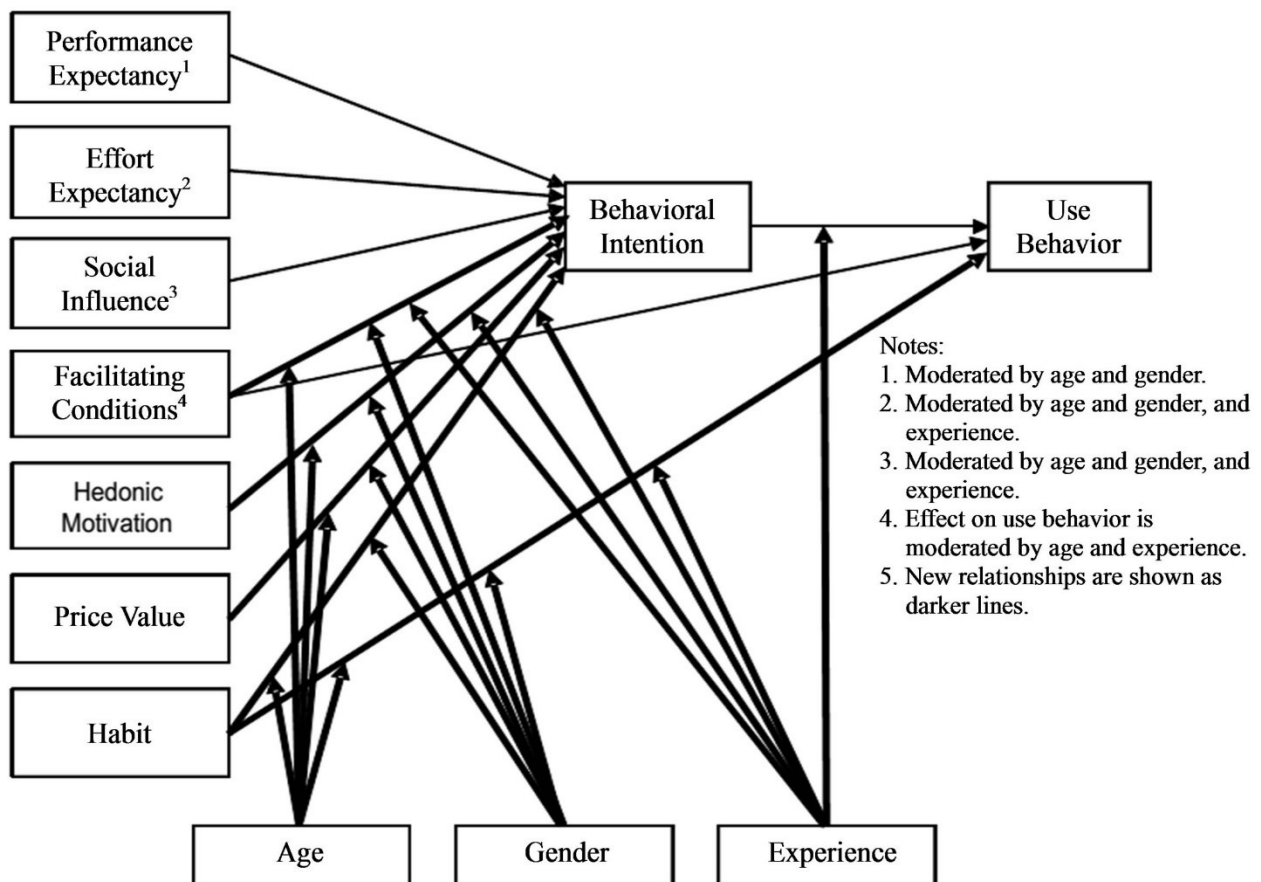 Performance
Expectancy¹
Effort
Expectancy²
Social
Influence³
Facilitating
Conditions⁴
Hedonic
Motivation
Price Value
Habit
Behavioral
Intention
Use
Behavior
Notes:
1. Moderated by age and gender.
2. Moderated by age and gender, and
experience.
3. Moderated by age and gender, and
experience.
4. Effect on use behavior is
moderated by age and experience.
5. New relationships are shown as
darker lines.
Age
Gender
Experience